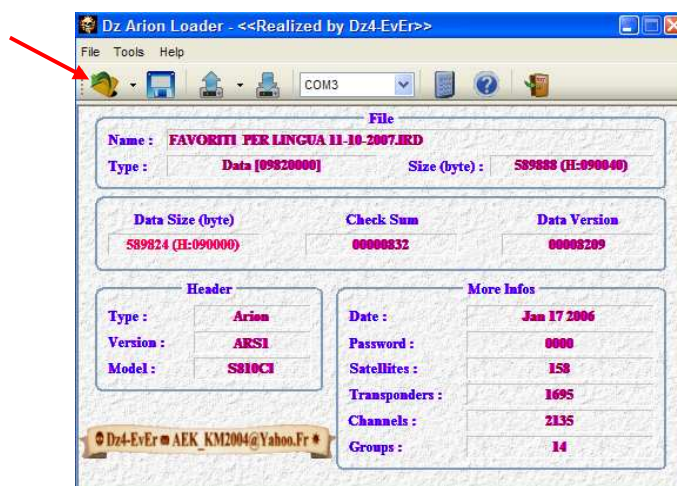 Dz Arion Loader - <<Realized by Dz4-EvEr>>
File Tools Help
COM3
File
Name : FAVORITI PER LINGUA 11-10-2007.IRD
Type : Data [09820000] Size (byte) : 589888 (H:090040)
Data Size (byte) Check Sum Data Version
589824 (H:090000) 00000832 00008209
Header More Infos
Type : Arion Date : Jan 17 2006
Version : ARS1 Password : 0000
Model : S810CI Satellites : 158
Transponders : 1695
Channels : 2135
Dz4-EvEr AEK_KM2004@Yahoo.Fr Groups : 14